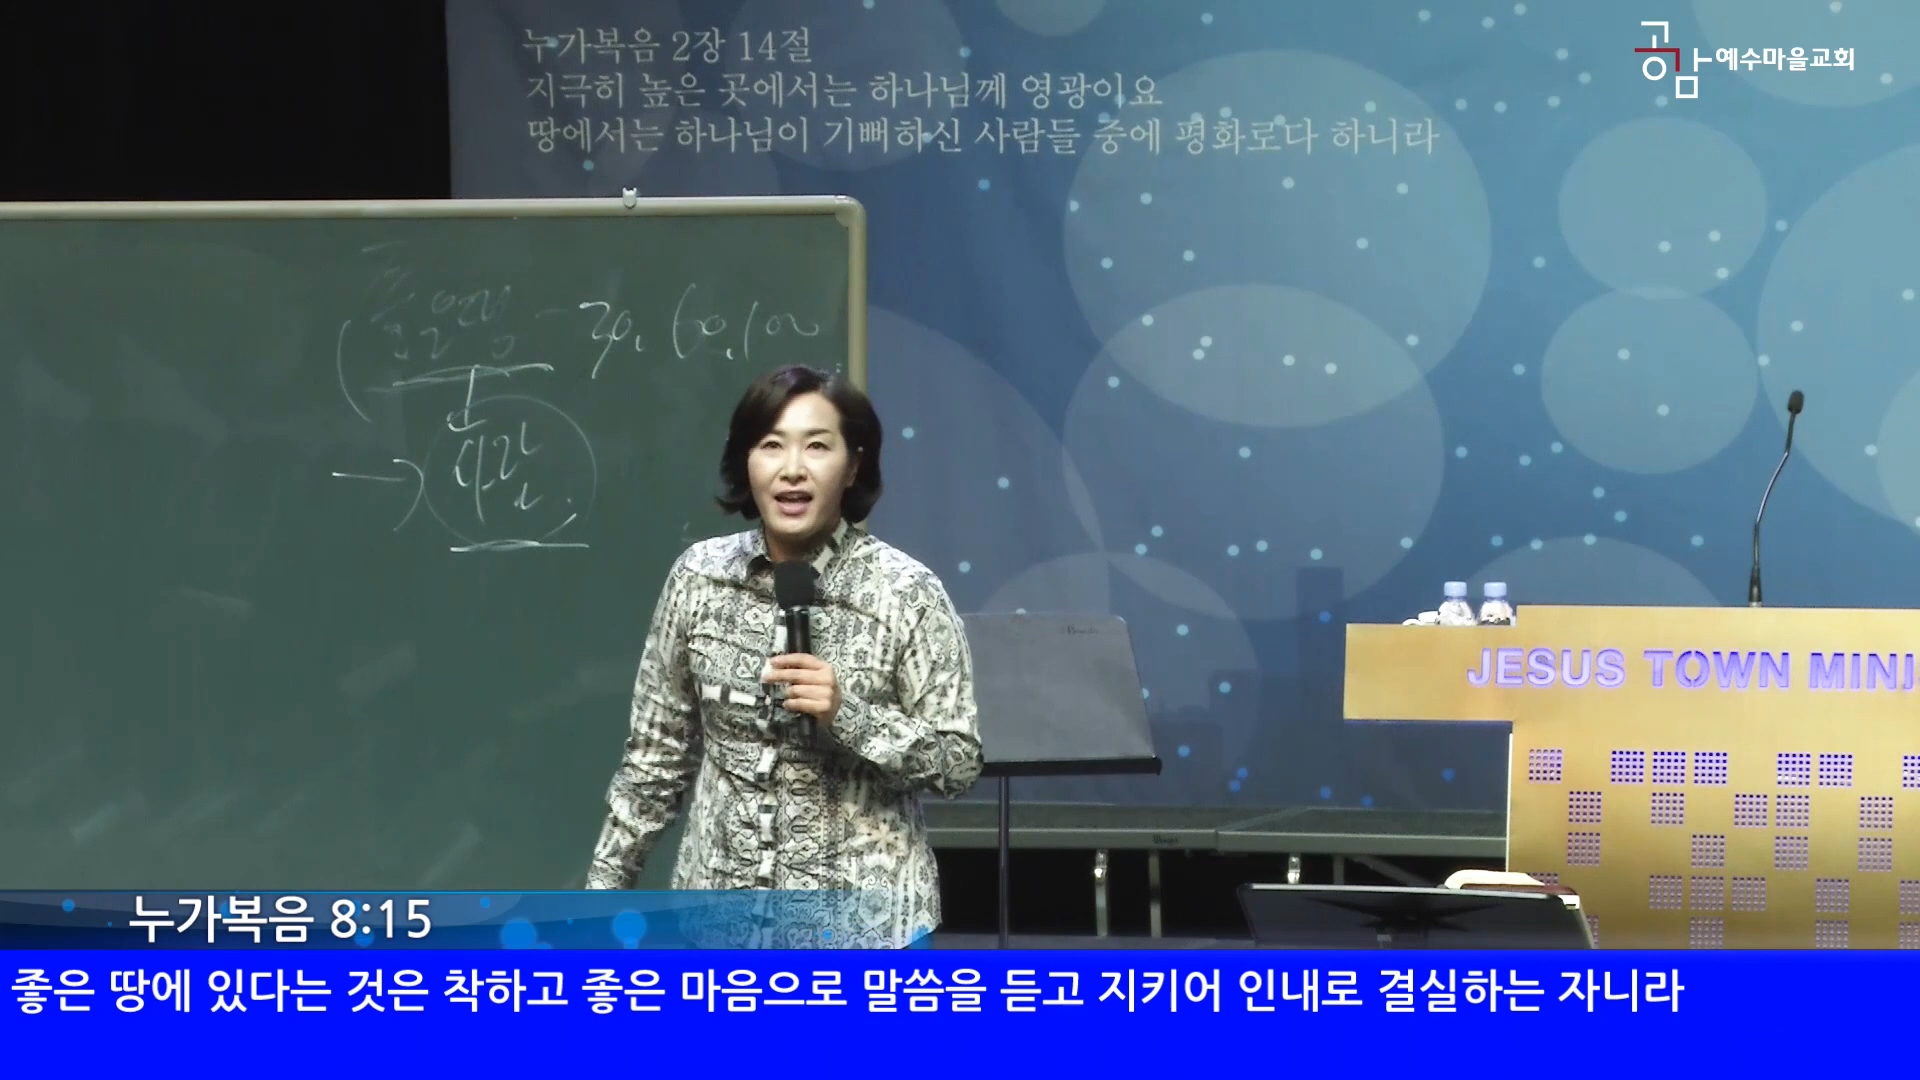 누가복음 2장 14절
지극히 높은 곳에서는 하나님께 영광이요
땅에서는 하나님이 기뻐하신 사람들 중에 평화로다 하니라
공감 예수마을교회
30, 60, 100
사람
JESUS TOWN MINI
누가복음 8:15
좋은 땅에 있다는 것은 착하고 좋은 마음으로 말씀을 듣고 지키어 인내로 결실하는 자니라